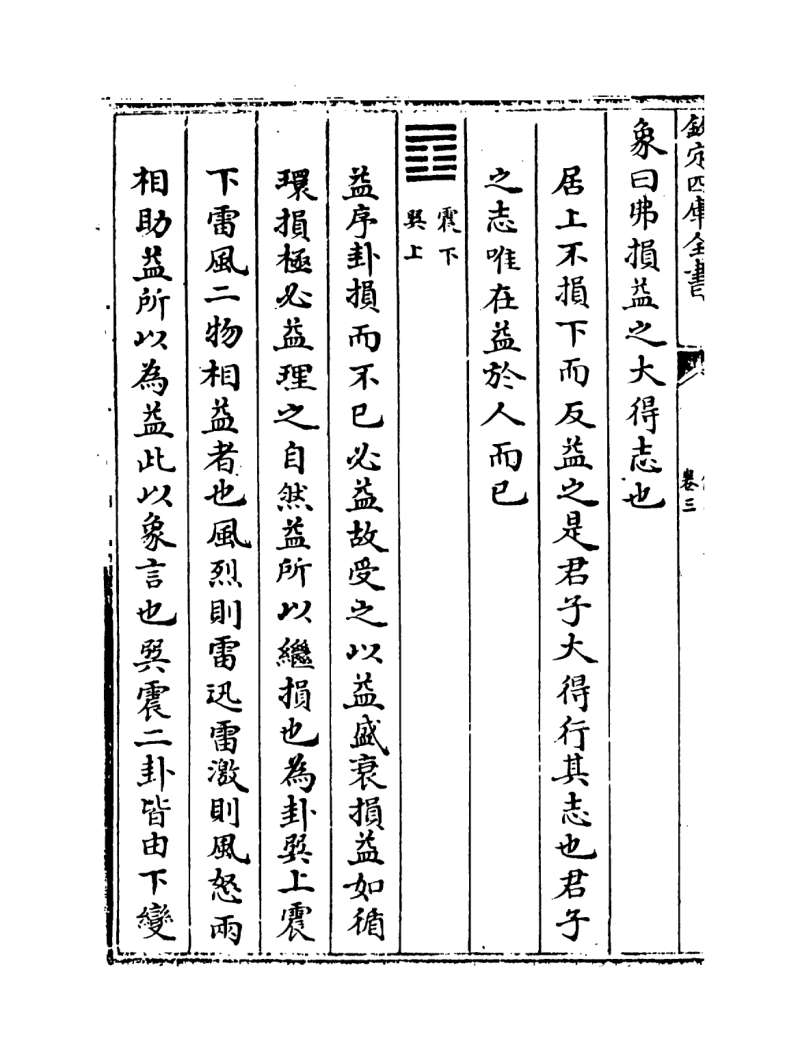 欽定四庫全書
卷三
象曰弗損益之大得志也
居上不損下而反益之是君子大得行其志也君子
之志唯在益於人而已
震下
巽上
益序卦損而不已必益故受之以益盛衰損益如循
環損極必益理之自然益所以繼損也為卦巽上震
下雷風二物相益者也風烈則雷迅雷激則風怒兩
相助益所以為益此以象言也巽震二卦皆由下變